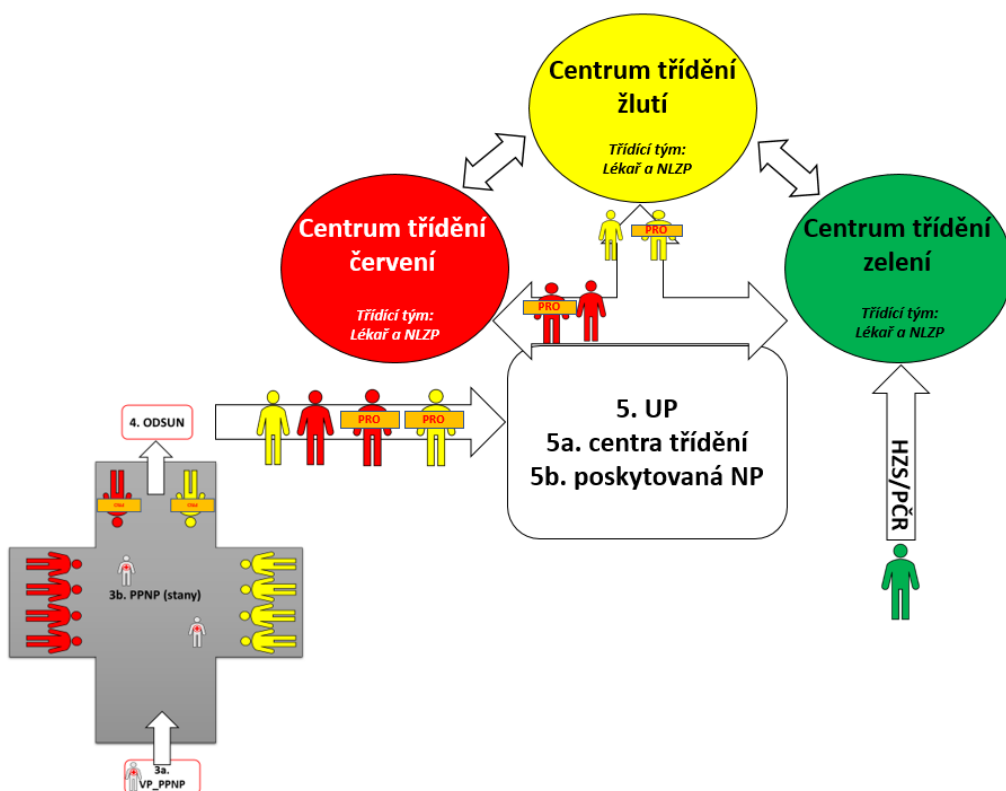 Centrum třídění
žlutí
Třídící tým:
Lékař a NLZP
Centrum třídění
červení
Třídící tým:
Lékař a NLZP
Centrum třídění
zelení
Třídící tým:
Lékař a NLZP
PRO
PRO
PRO
PRO
5. UP
5a. centra třídění
5b. poskytovaná NP
HZS/PČR
4. ODSUN
3b. PPNP (stany)
3a.
VP_PPNP